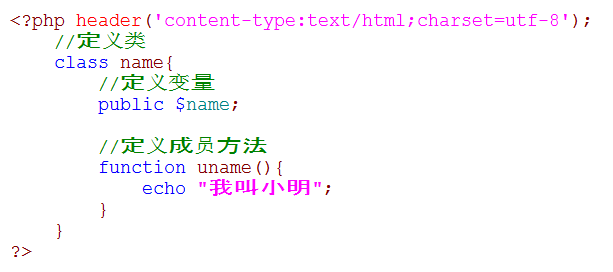 <?php header('content-type:text/html;charset=utf-8');
//定义类
class name{
//定义变量
public $name;
//定义成员方法
function uname(){
echo "我叫小明";
}
}
?>